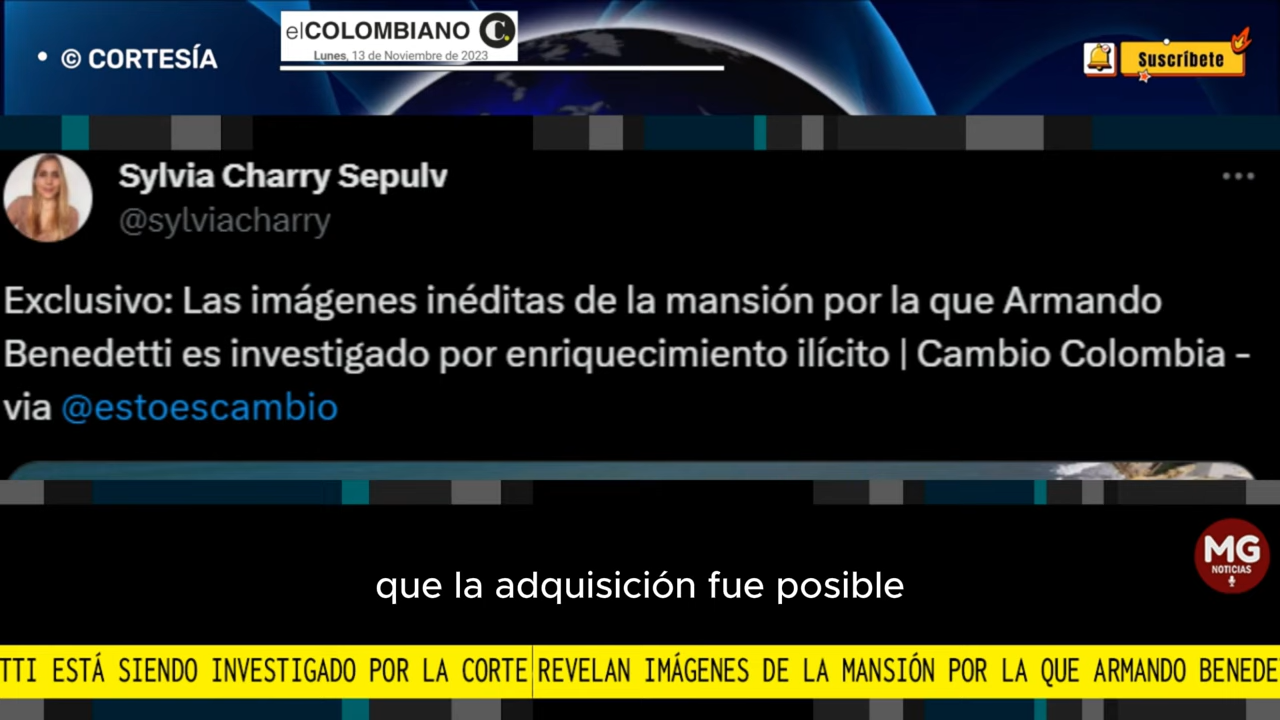 • © CORTESÍA
elCOLOMBIANO C.
Lunes, 13 de Noviembre de 2023
Suscríbete
Sylvia Charry Sepulv
@sylviacharry
Exclusivo: Las imágenes inéditas de la mansión por la que Armando
Benedetti es investigado por enriquecimiento ilícito | Cambio Colombia -
via @estoescambio
MG
NOTICIAS
que la adquisición fue posible
TTI ESTÁ SIENDO INVESTIGADO POR LA CORTE REVELAN IMÁGENES DE LA MANSIÓN POR LA QUE ARMANDO BENEDE